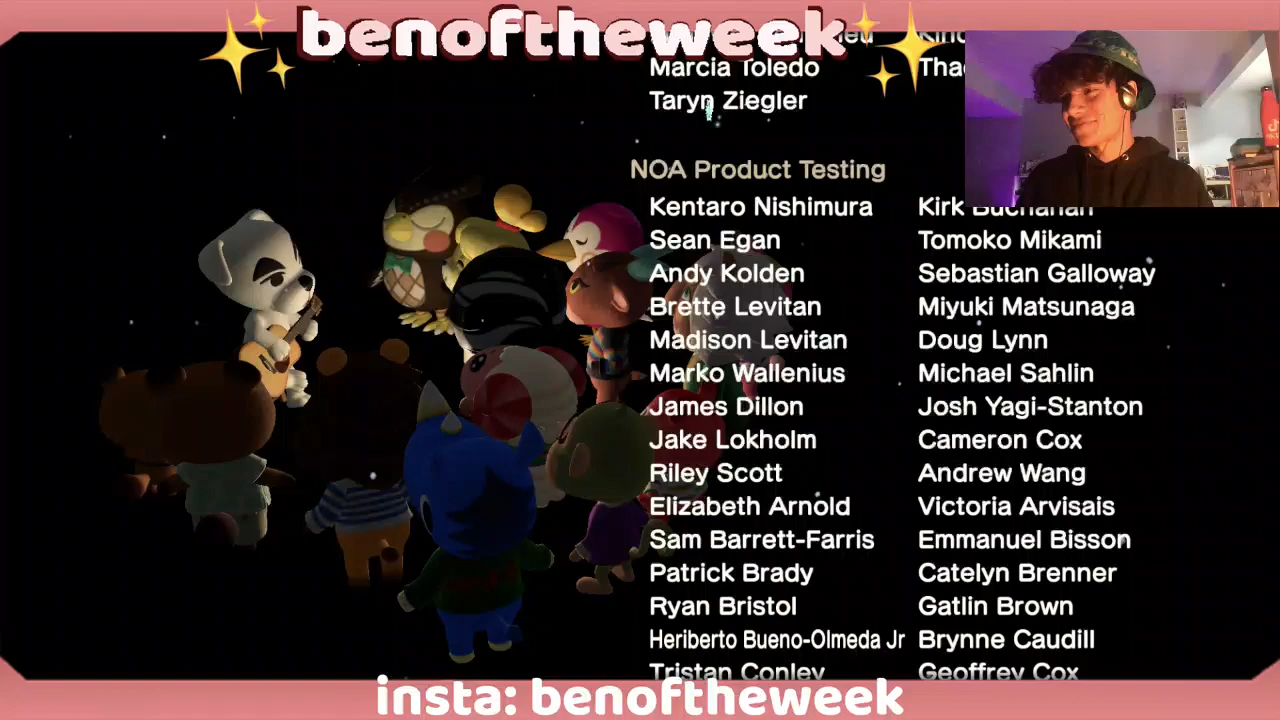 benoftheweek
Marcia Toledo
Taryn Ziegler
NOA Product Testing
Kentaro Nishimura Kirk Buchanan
Sean Egan Tomoko Mikami
Andy Kolden Sebastian Galloway
Brette Levitan Miyuki Matsunaga
Madison Levitan Doug Lynn
Marko Wallenius Michael Sahlin
James Dillon Josh Yagi-Stanton
Jake Lokholm Cameron Cox
Riley Scott Andrew Wang
Elizabeth Arnold Victoria Arvisais
Sam Barrett-Farris Emmanuel Bisson
Patrick Brady Catelyn Brenner
Ryan Bristol Gatlin Brown
Heriberto Bueno-Olmeda Jr Brynne Caudill
Tristan Conley Geoffrey Cox
insta: benoftheweek